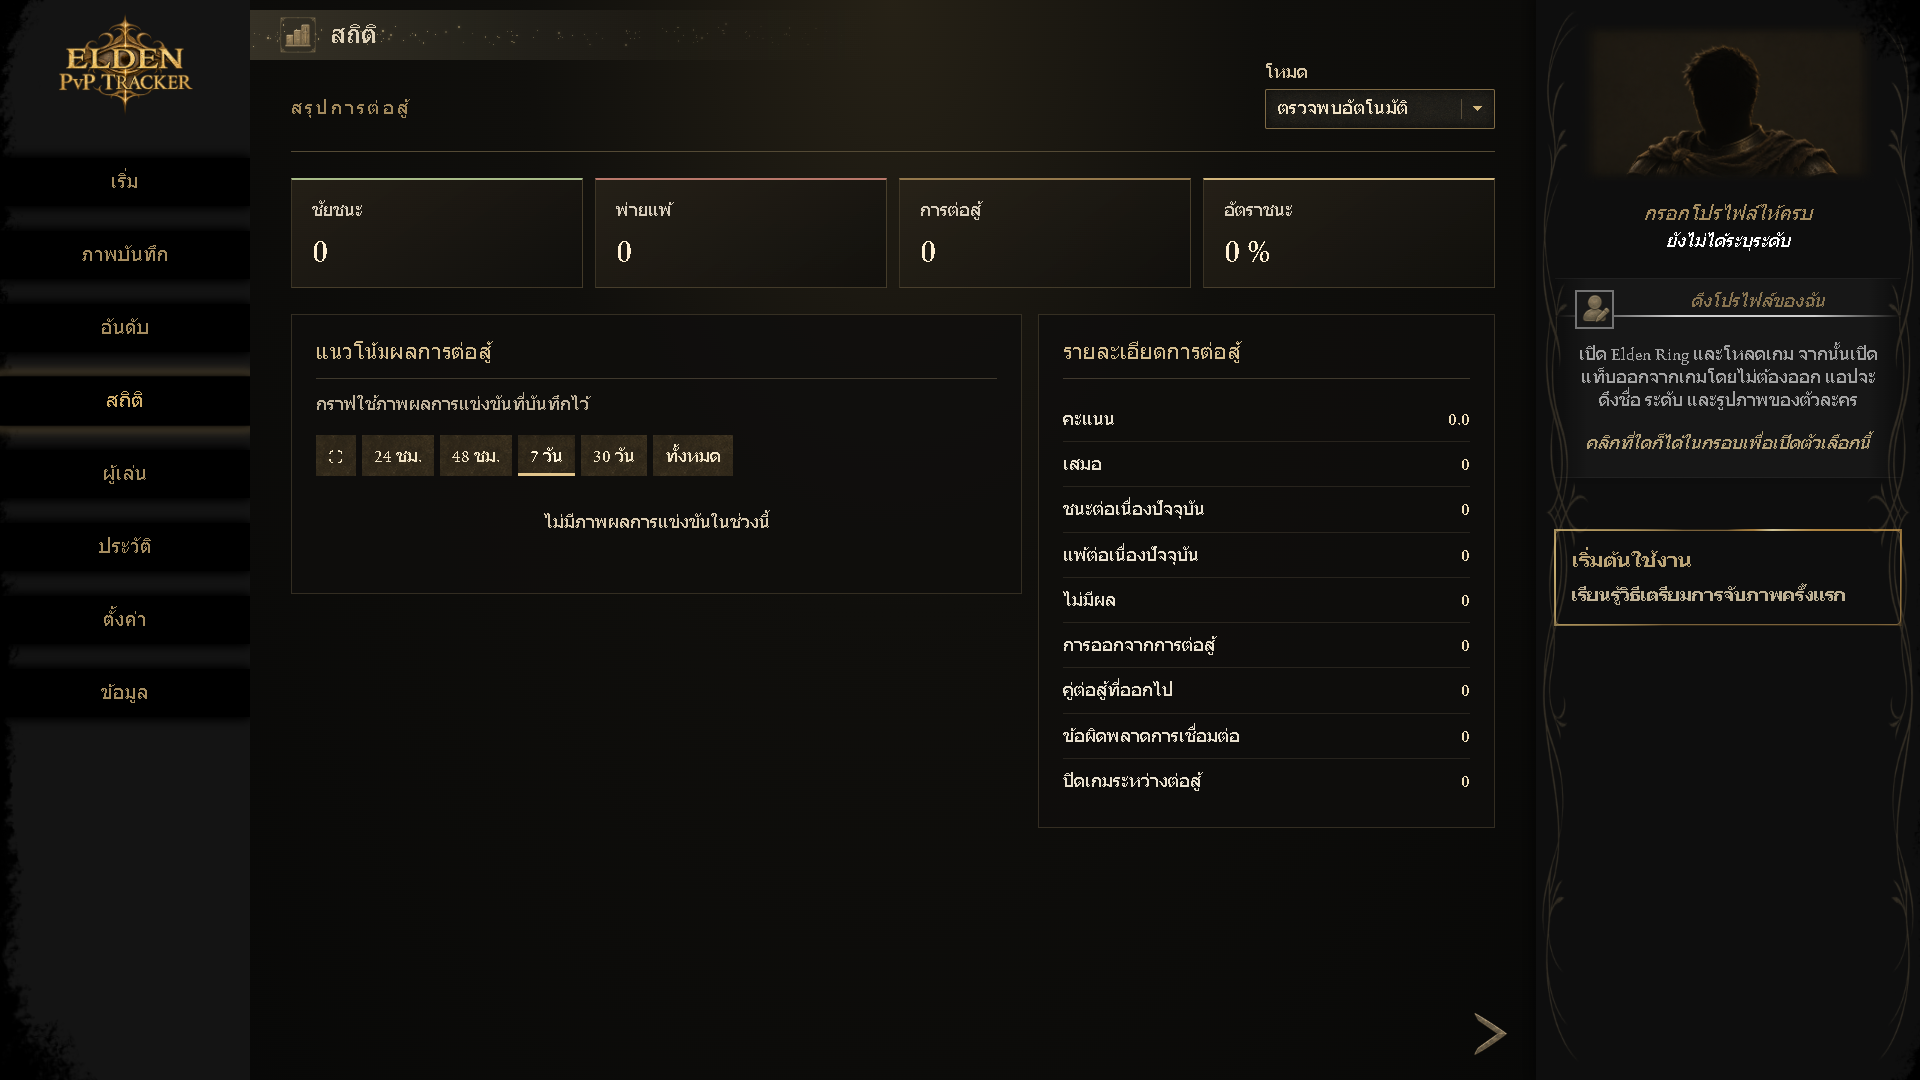 ELDEN
PvP TRACKER
เริ่ม
ภาพบันทึก
อันดับ
สถิติ
ผู้เล่น
ประวัติ
ตั้งค่า
ข้อมูล
สถิติ
สรุปการต่อสู้
โหมด
ตรวจพบอัตโนมัติ
ชัยชนะ
0
พ่ายแพ้
0
การต่อสู้
0
อัตราชนะ
0 %
แนวโน้มผลการต่อสู้
กราฟใช้ภาพผลการแข่งขันที่บันทึกไว้
24 ชม. 48 ชม. 7 วัน 30 วัน ทั้งหมด
ไม่มีภาพผลการแข่งขันในช่วงนี้
รายละเอียดการต่อสู้
คะแนน 0.0
เสมอ 0
ชนะต่อเนื่องปัจจุบัน 0
แพ้ต่อเนื่องปัจจุบัน 0
ไม่มีผล 0
การออกจากการต่อสู้ 0
คู่ต่อสู้ที่ออกไป 0
ข้อผิดพลาดการเชื่อมต่อ 0
ปิดเกมระหว่างต่อสู้ 0
กรอกโปรไฟล์ให้ครบ
ยังไม่ได้ระบุระดับ
ดึงโปรไฟล์ของฉัน
เปิด Elden Ring และโหลดเกม จากนั้นเปิด
แท็บออกจากเกมโดยไม่ต้องออก แอปจะ
ดึงชื่อ ระดับ และรูปภาพของตัวละคร
คลิกที่ใดก็ได้ในกรอบเพื่อเปิดตัวเลือกนี้
เริ่มต้นใช้งาน
เรียนรู้วิธีเตรียมการจับภาพครั้งแรก